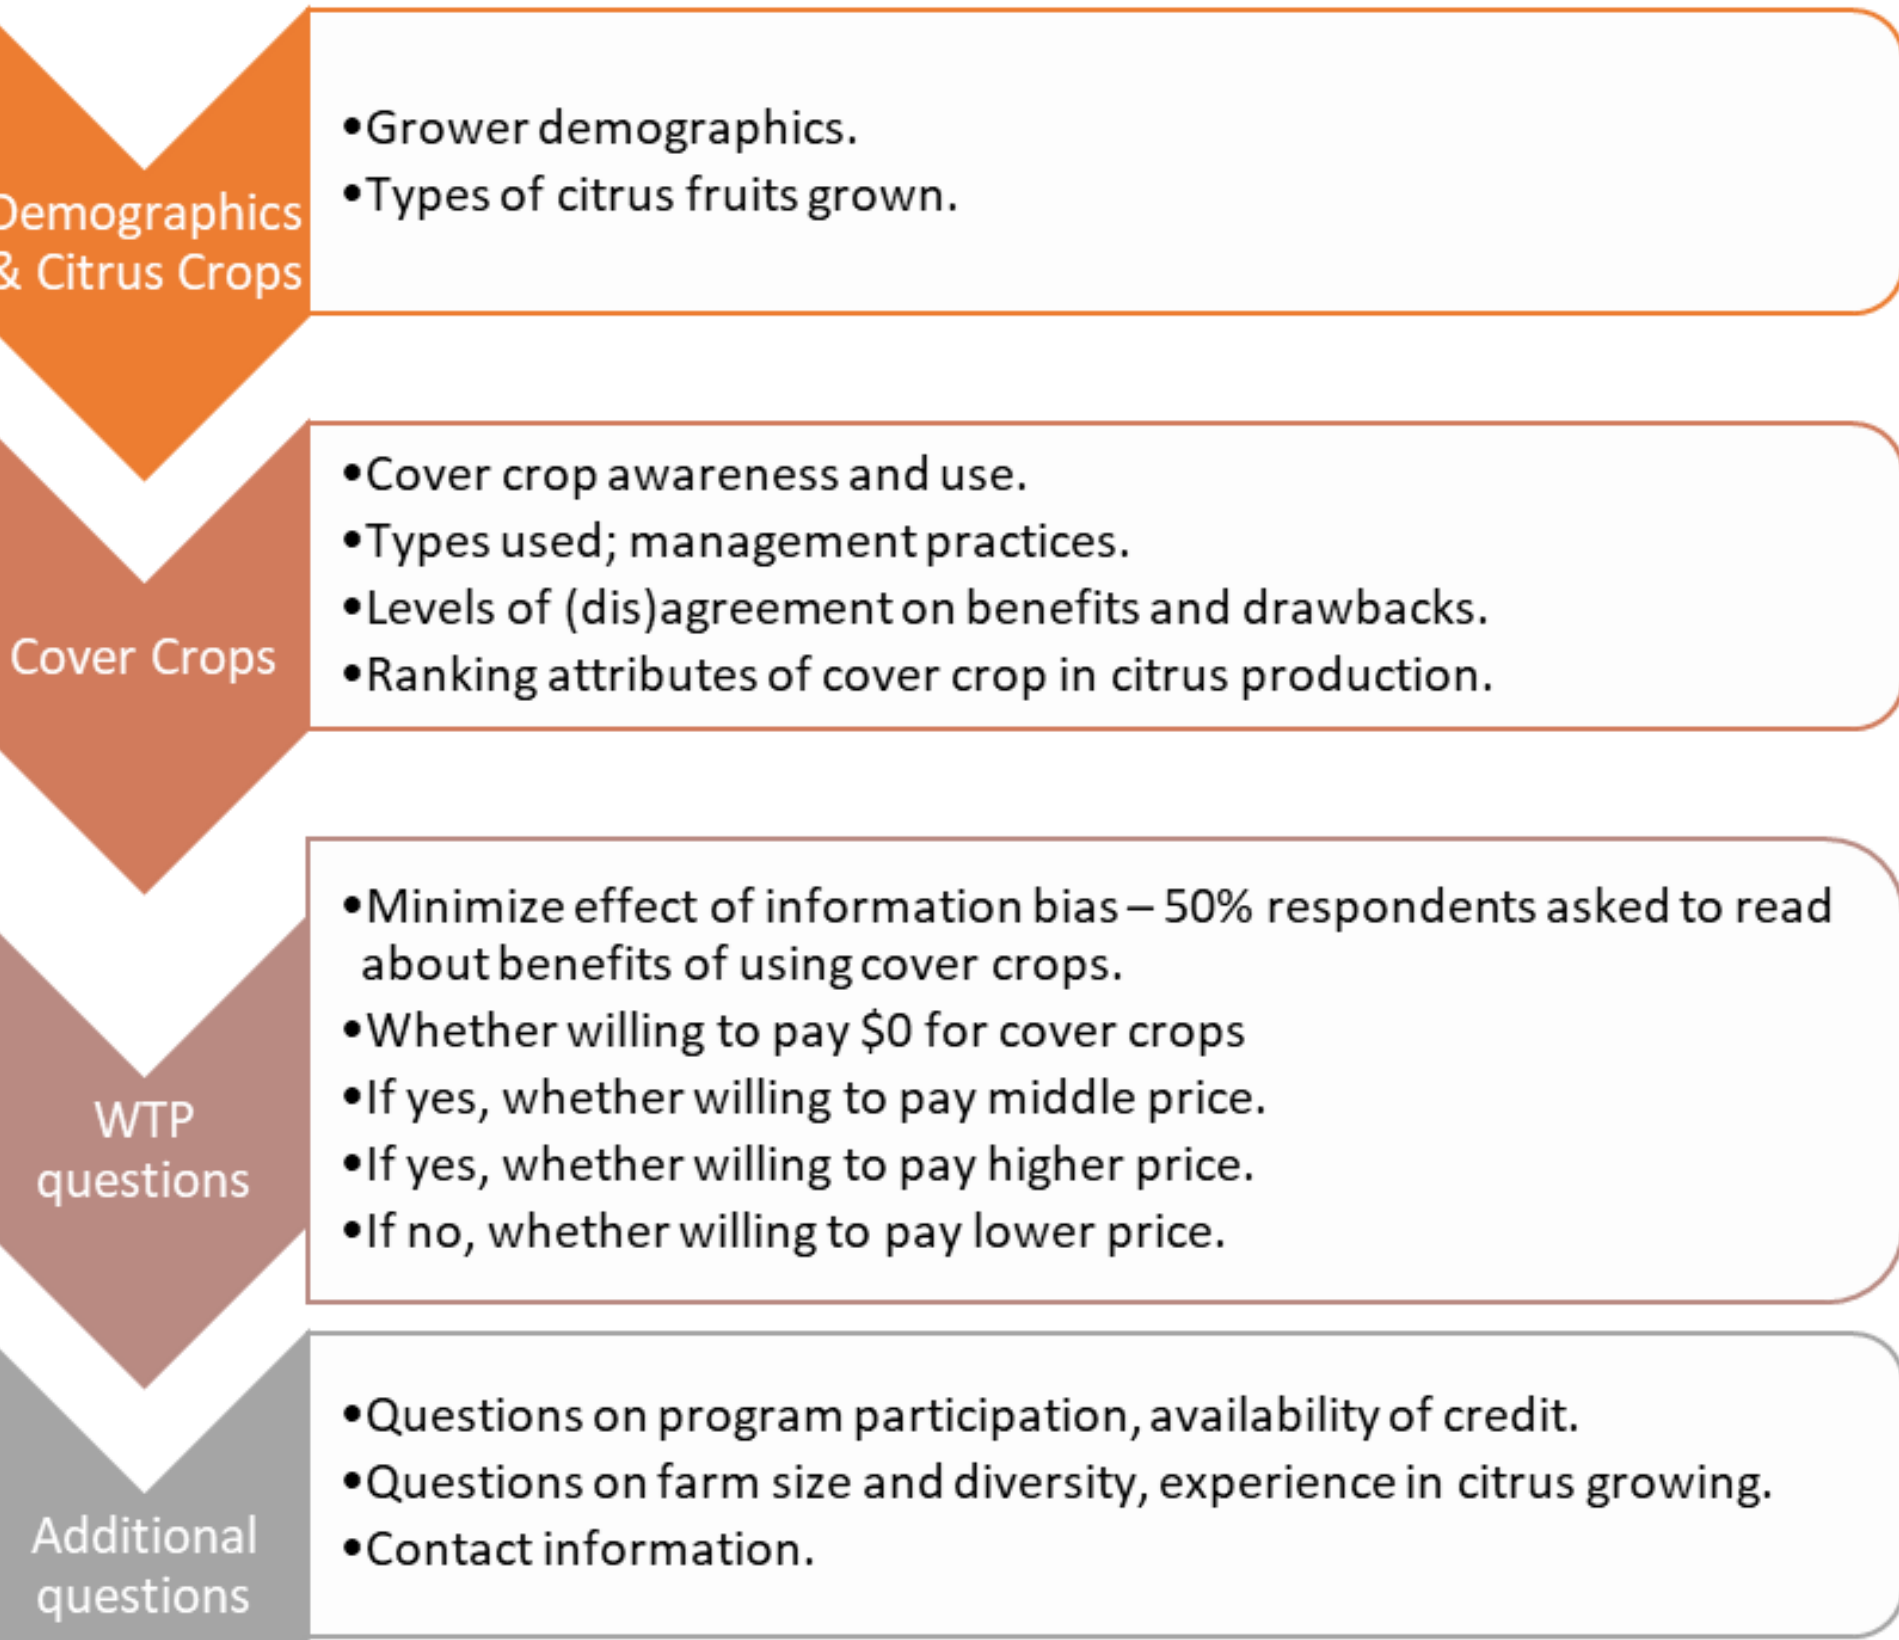 Demographics
& Citrus Crops
•Grower demographics.
•Types of citrus fruits grown.
Cover Crops
•Cover crop awareness and use.
•Types used; management practices.
•Levels of (dis)agreement on benefits and drawbacks.
•Ranking attributes of cover crop in citrus production.
WTP
questions
•Minimize effect of information bias – 50% respondents asked to read
about benefits of using cover crops.
•Whether willing to pay $0 for cover crops
•If yes, whether willing to pay middle price.
•If yes, whether willing to pay higher price.
•If no, whether willing to pay lower price.
Additional
questions
•Questions on program participation, availability of credit.
•Questions on farm size and diversity, experience in citrus growing.
•Contact information.